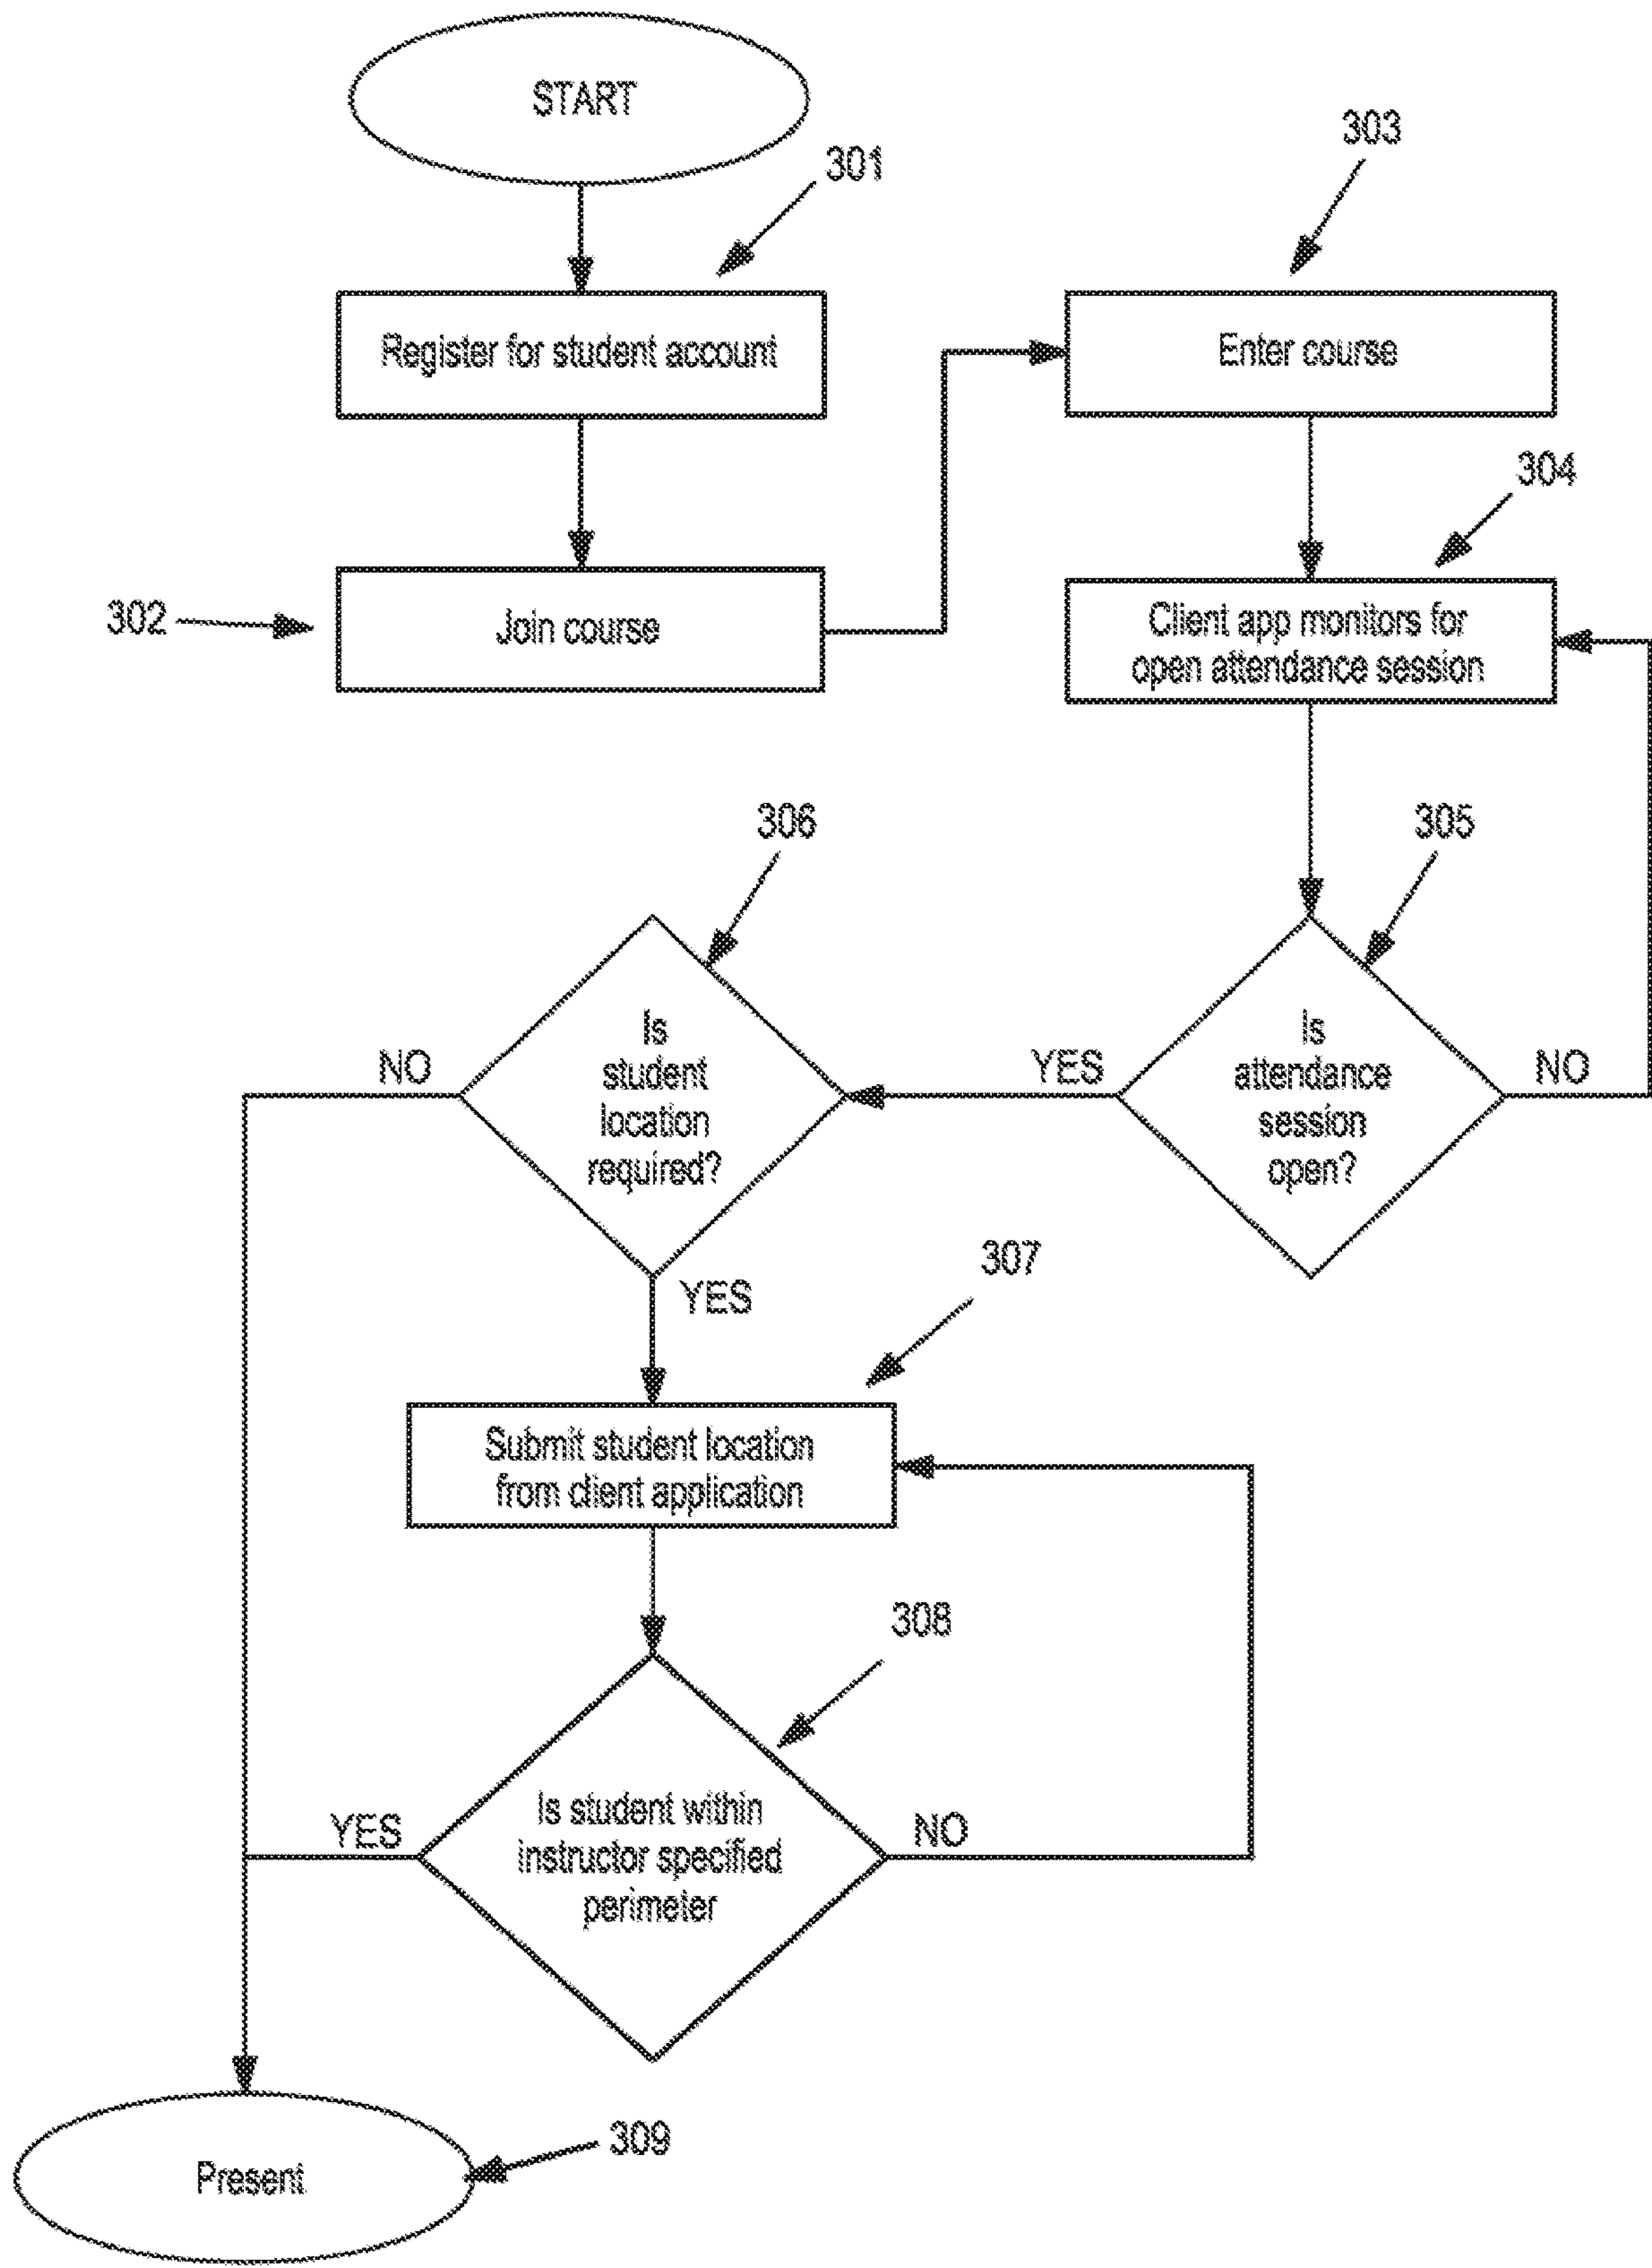 START
301
Register for student account
302
Join course
303
Enter course
304
Client app monitors for
open attendance session
305
Is
attendance
session
open?
YES
NO
306
Is
student
location
required?
NO
YES
307
Submit student location
from client application
308
Is student within
instructor specified
perimeter
YES
NO
309
Present